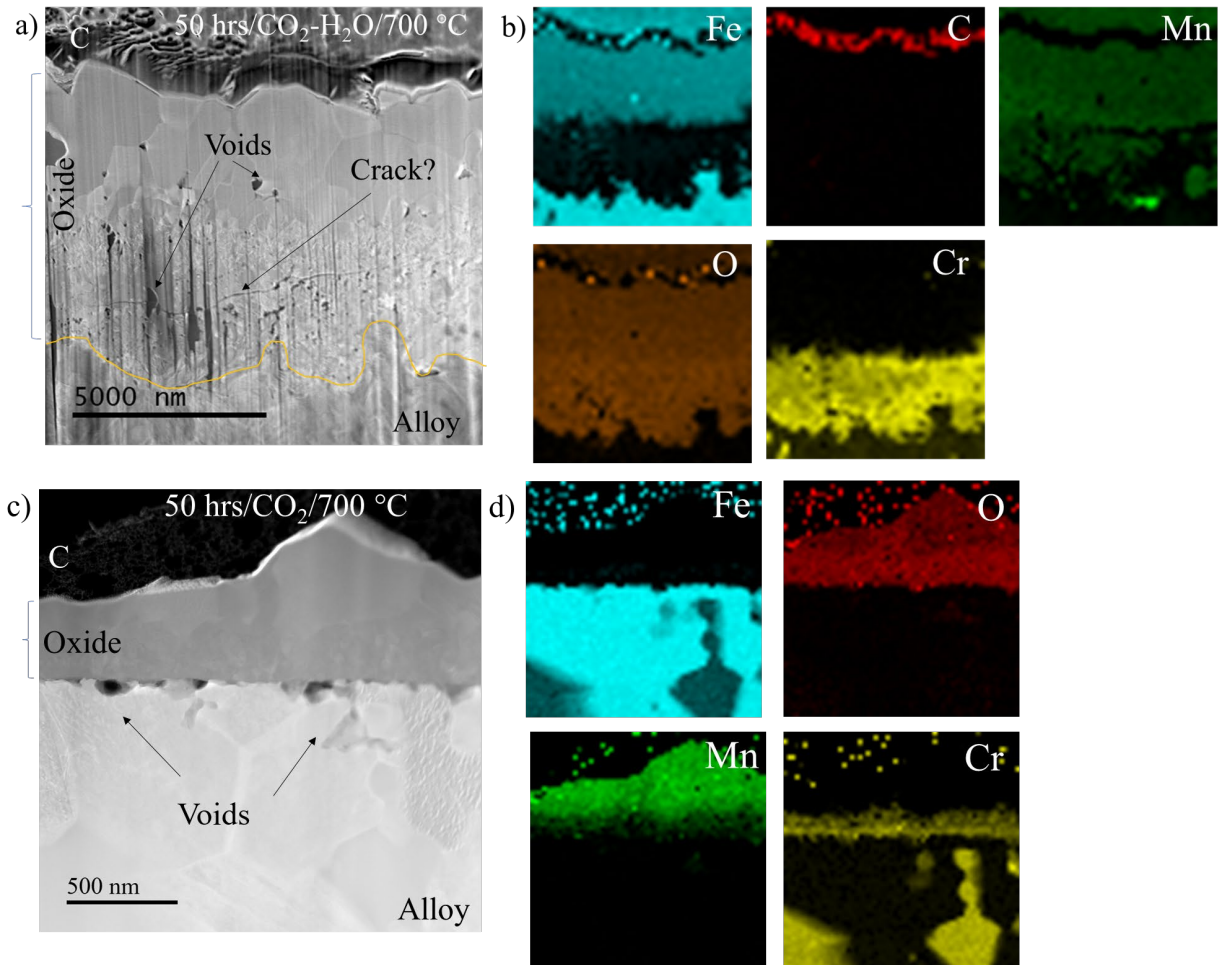 a)
50 hrs/CO₂-H₂O/700 °C
C
Voids
Crack?
Oxide
5000 nm
Alloy
b)
Fe
C
Mn
O
Cr
c)
50 hrs/CO₂/700 °C
C
Oxide
Voids
500 nm
Alloy
d)
Fe
O
Mn
Cr